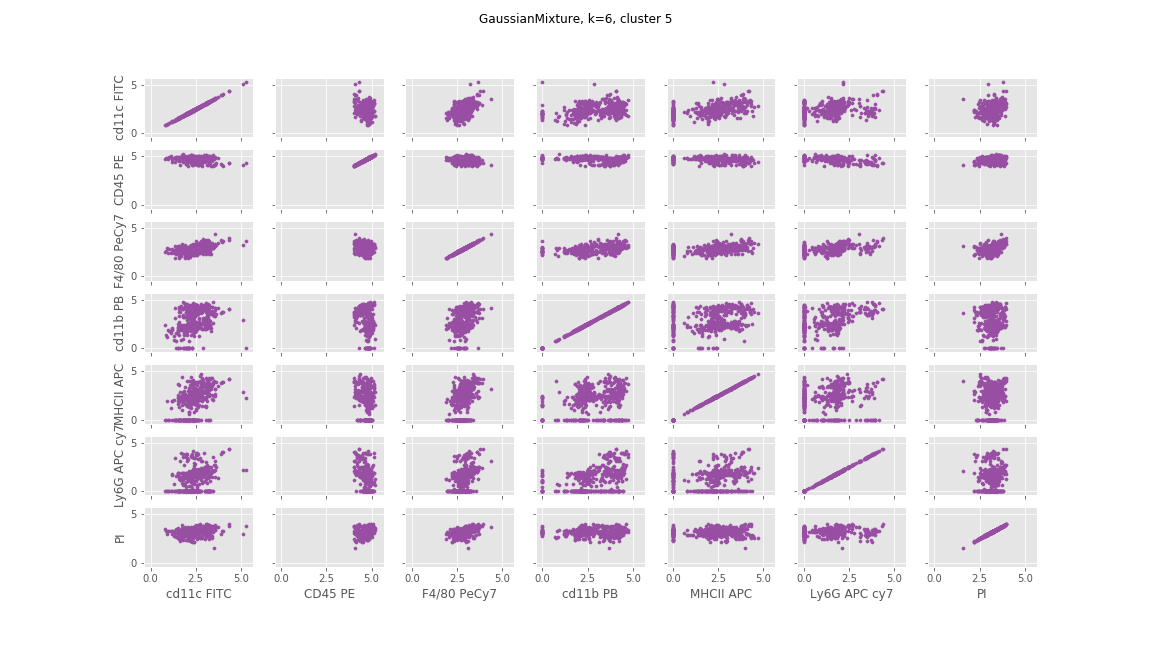 GaussianMixture, k=6, cluster 5
cd11c FITC
5
0
CD45 PE
5
0
F4/80 PeCy7
5
0
cd11b PB
5
0
MHCII APC
5
0
Ly6G APC cy7
5
0
PI
5
0
0.0 2.5 5.0 0.0 2.5 5.0 0.0 2.5 5.0 0.0 2.5 5.0 0.0 2.5 5.0 0.0 2.5 5.0 0.0 2.5 5.0
cd11c FITC CD45 PE F4/80 PeCy7 cd11b PB MHCII APC Ly6G APC cy7 PI